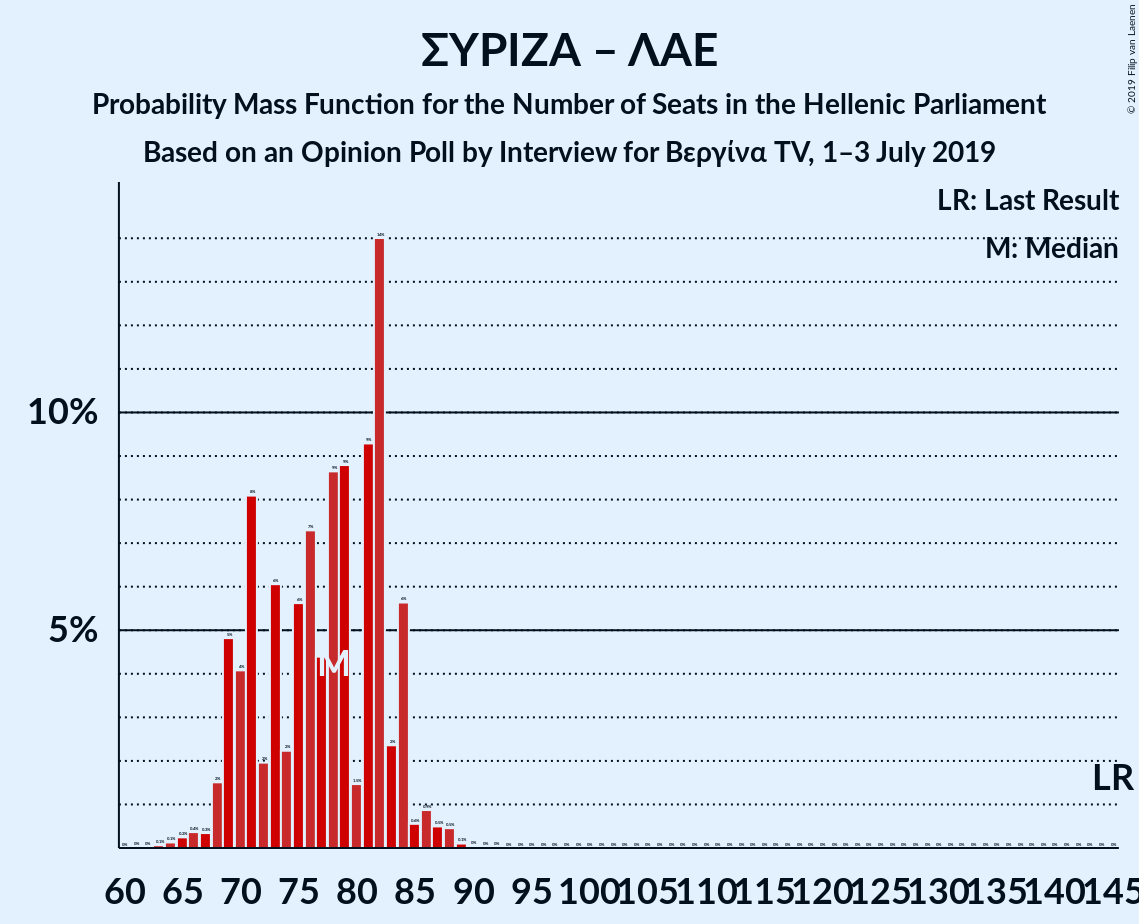 ΣΥΡΙΖΑ – ΛΑΕ
Probability Mass Function for the Number of Seats in the Hellenic Parliament
Based on an Opinion Poll by Interview for Βεργίνα TV, 1–3 July 2019
© 2019 Filip van Laenen
LR: Last Result
M: Median
10%
5%
M
LR
60 65 70 75 80 85 90 95 100 105 110 115 120 125 130 135 140 145